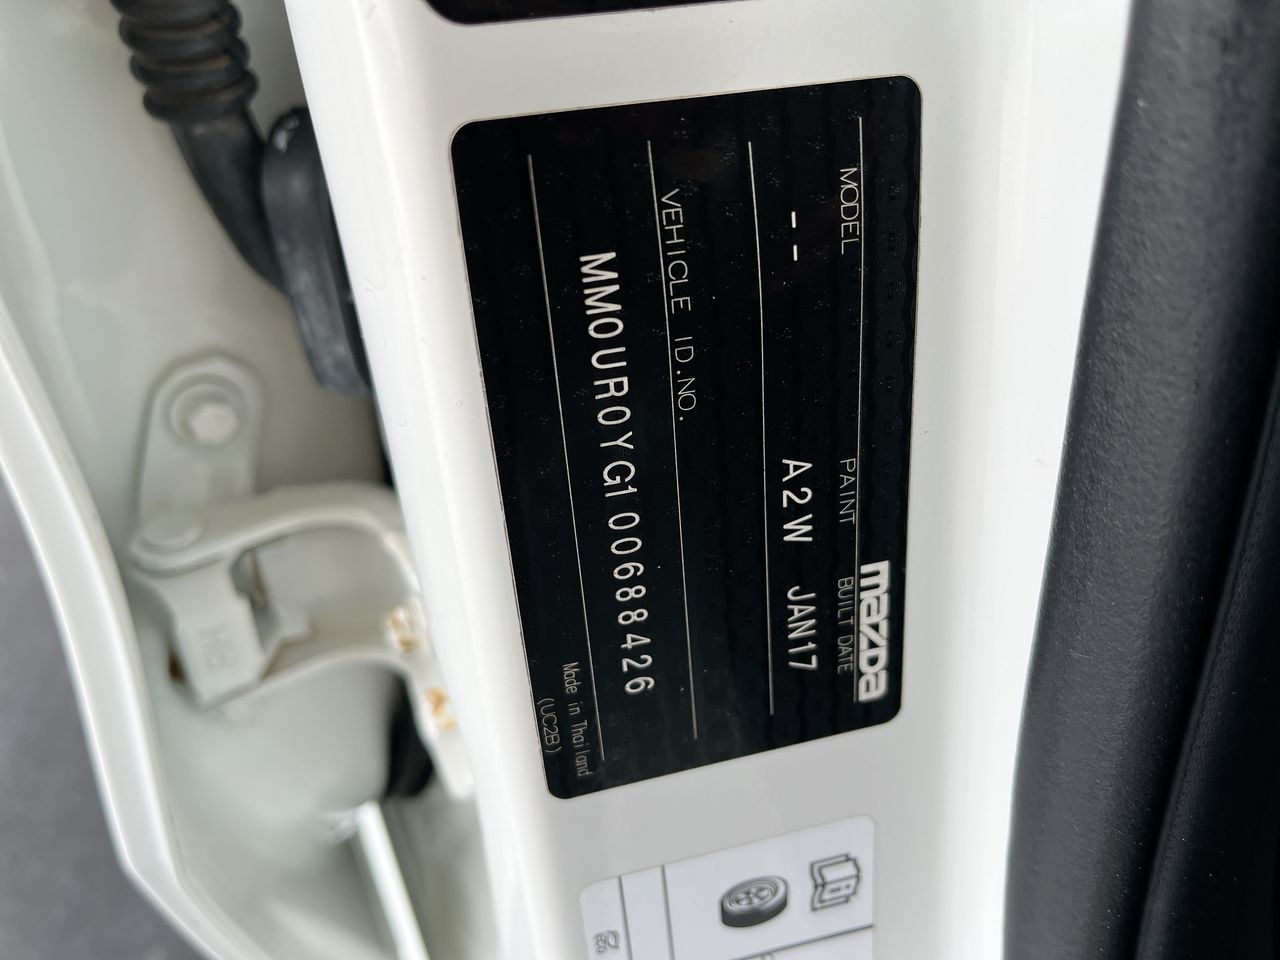 mazda
MODEL PAINT BUILT DATE
-- A2W JAN17
VEHICLE ID.NO.
MM0UR0YG100688426
Made in Thailand
(UC2B)